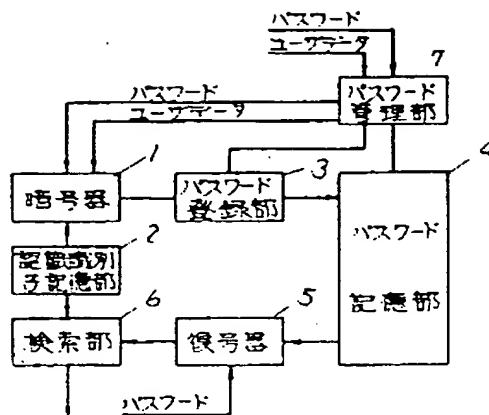 パスワード
ユーザデータ
7
パスワード
管理部
パスワード
ユーザデータ
1
暗号器
3
パスワード
登録部
4
パスワード
記憶部
2
記録識別
子記憶部
6
検索部
5
復号器
パスワード